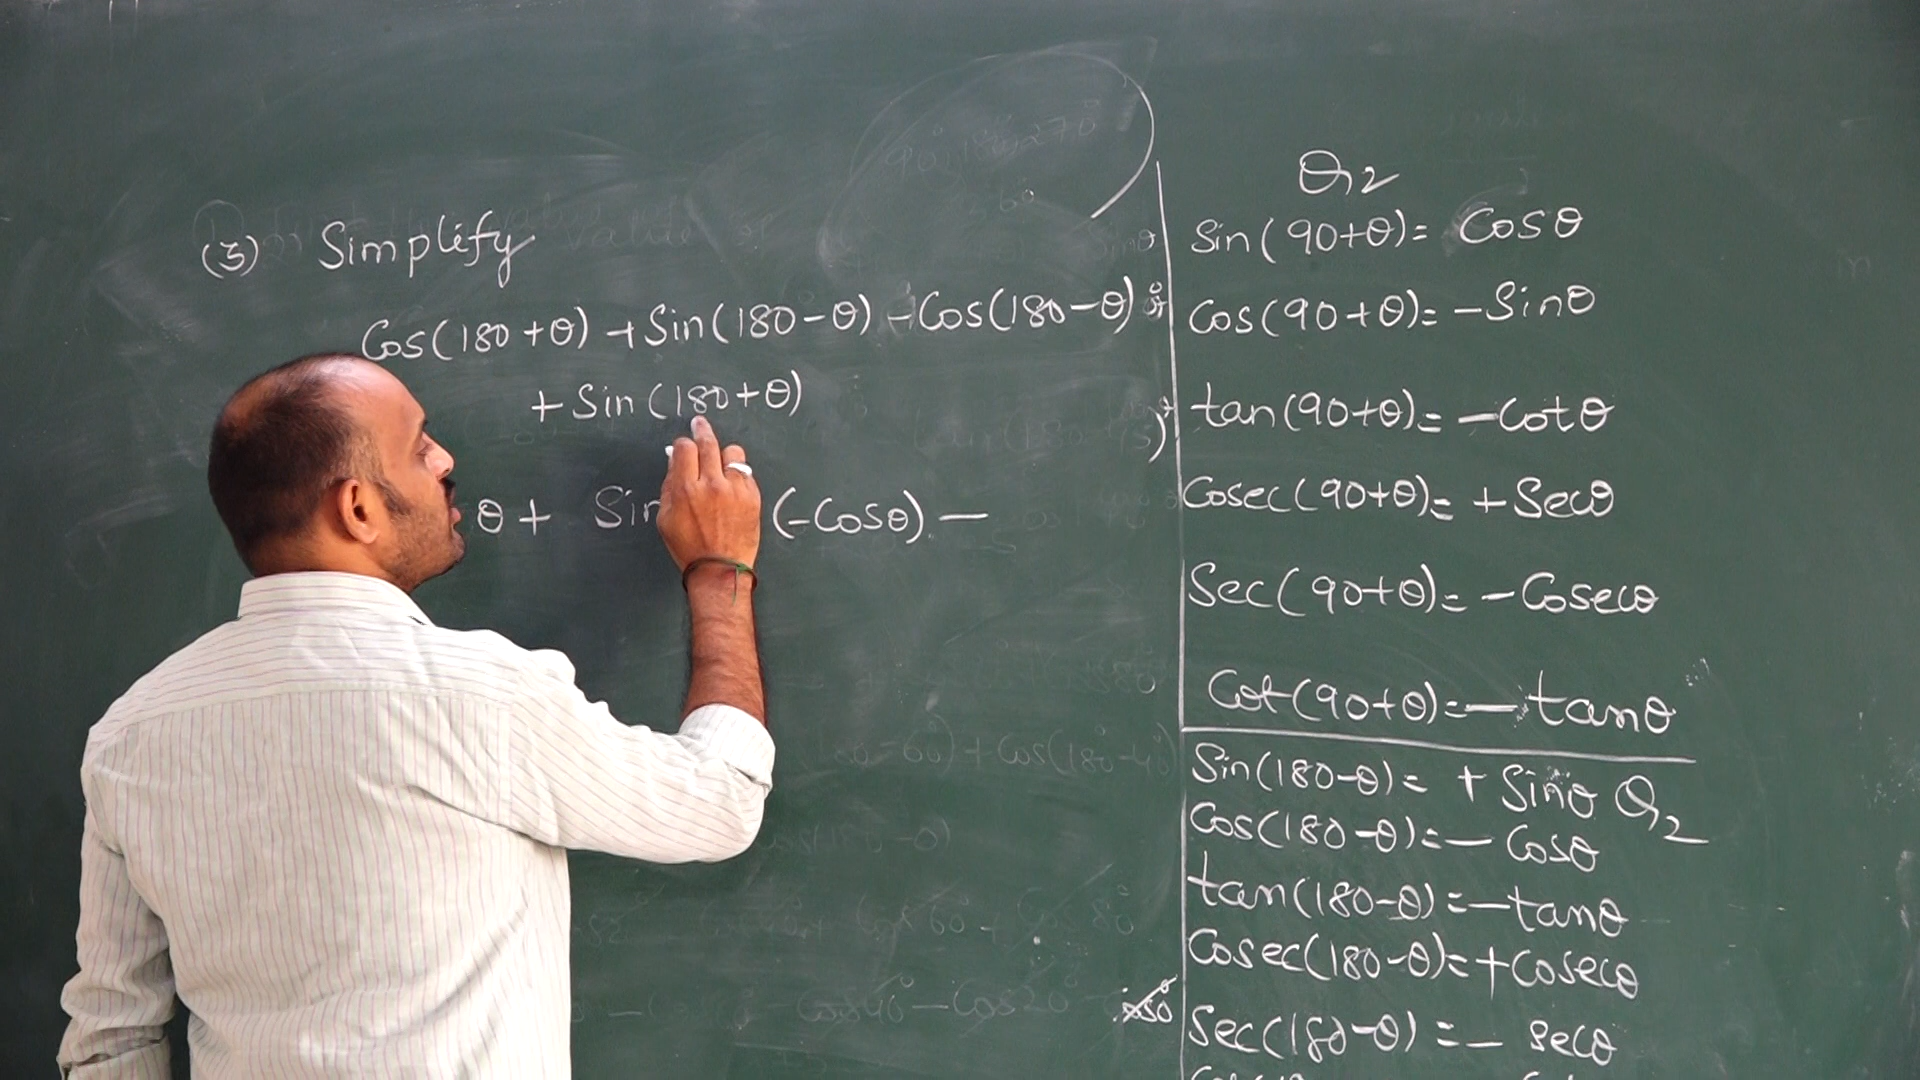 (3) Simplify
Cos(180+θ) + Sin(180-θ) - Cos(180-θ)
+ Sin(180+θ)
θ + Sin (-Cosθ) -
Q2
Sin(90+θ)= Cosθ
Cos(90+θ)= -Sinθ
tan(90+θ)= -Cotθ
Cosec(90+θ)= +Secθ
Sec(90+θ)= -Cosecθ
Cot(90+θ)= -tanθ
Sin(180-θ)= + Sinθ Q2
Cos(180-θ)= - Cosθ
tan(180-θ)= -tanθ
Cosec(180-θ)= +Cosecθ
Sec(180-θ) = - secθ